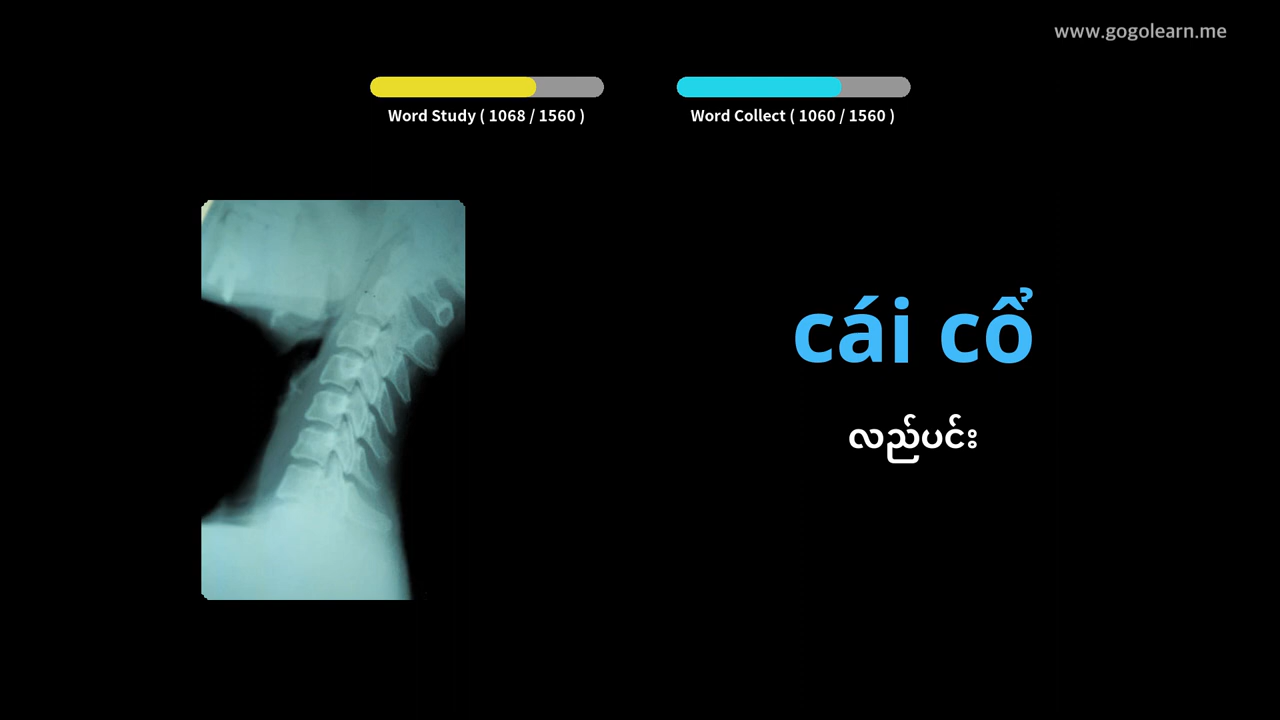 www.gogolearn.me
Word Study ( 1068 / 1560 )
Word Collect ( 1060 / 1560 )
cái cổ
လည်ပင်း